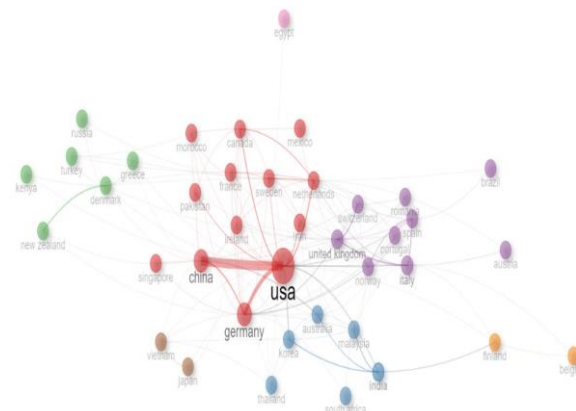 egypt
russia
morocco
canada
mexico
turkey
greece
france
sweden
netherlands
brazil
kenya
denmark
pakistan
switzerland
romania
spain
new zealand
ireland
iran
portugal
united kingdom
austria
singapore
china
usa
norway
italy
germany
australia
malaysia
korea
vietnam
finland
japan
india
belgi
thailand
south africa